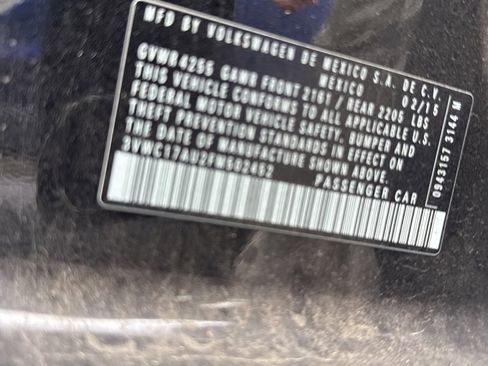 MFD BY VOLKSWAGEN DE MEXICO S.A. DE C.V.
MEXICO 02/15
GVWR 4255 GAWR FRONT 2161 / REAR 2205 LBS
THIS VEHICLE CONFORMS TO ALL APPLICABLE U.S.
FEDERAL MOTOR VEHICLE SAFETY, BUMPER AND
THEFT PREVENTION STANDARDS IN EFFECT ON
THE DATE OF MANUFACTURE SHOWN ABOVE.
PASSENGER CAR
0943157 3144 M